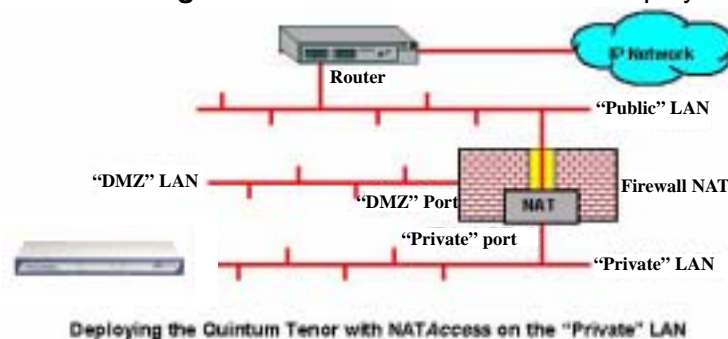 Router
IP Network
“Public” LAN
“DMZ” LAN
“DMZ” Port
Firewall NAT
NAT
“Private” port
“Private” LAN
Deploying the Quintum Tenor with NATAccess on the “Private” LAN